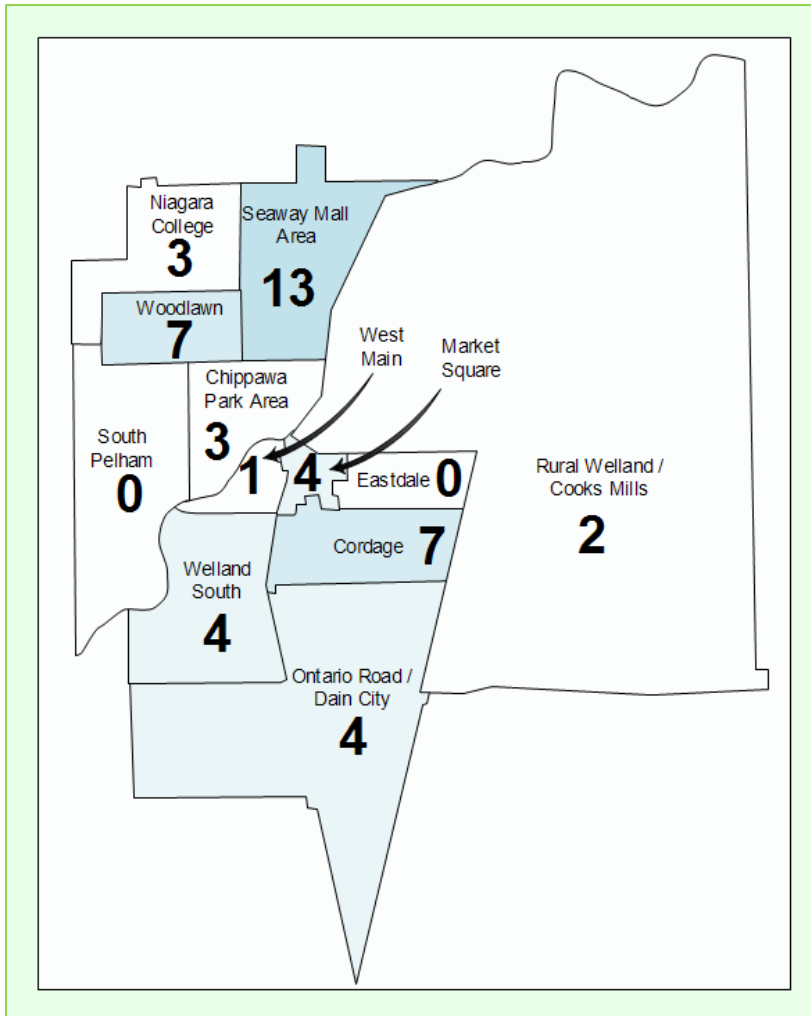 Niagara
College
3
Seaway Mall
Area
13
Woodlawn
7
West
Main
Market
Square
Chippawa
Park Area
3
1
4
South
Pelham
0
Eastdale 0
Rural Welland /
Cooks Mills
2
Cordage 7
Welland
South
4
Ontario Road /
Dain City
4